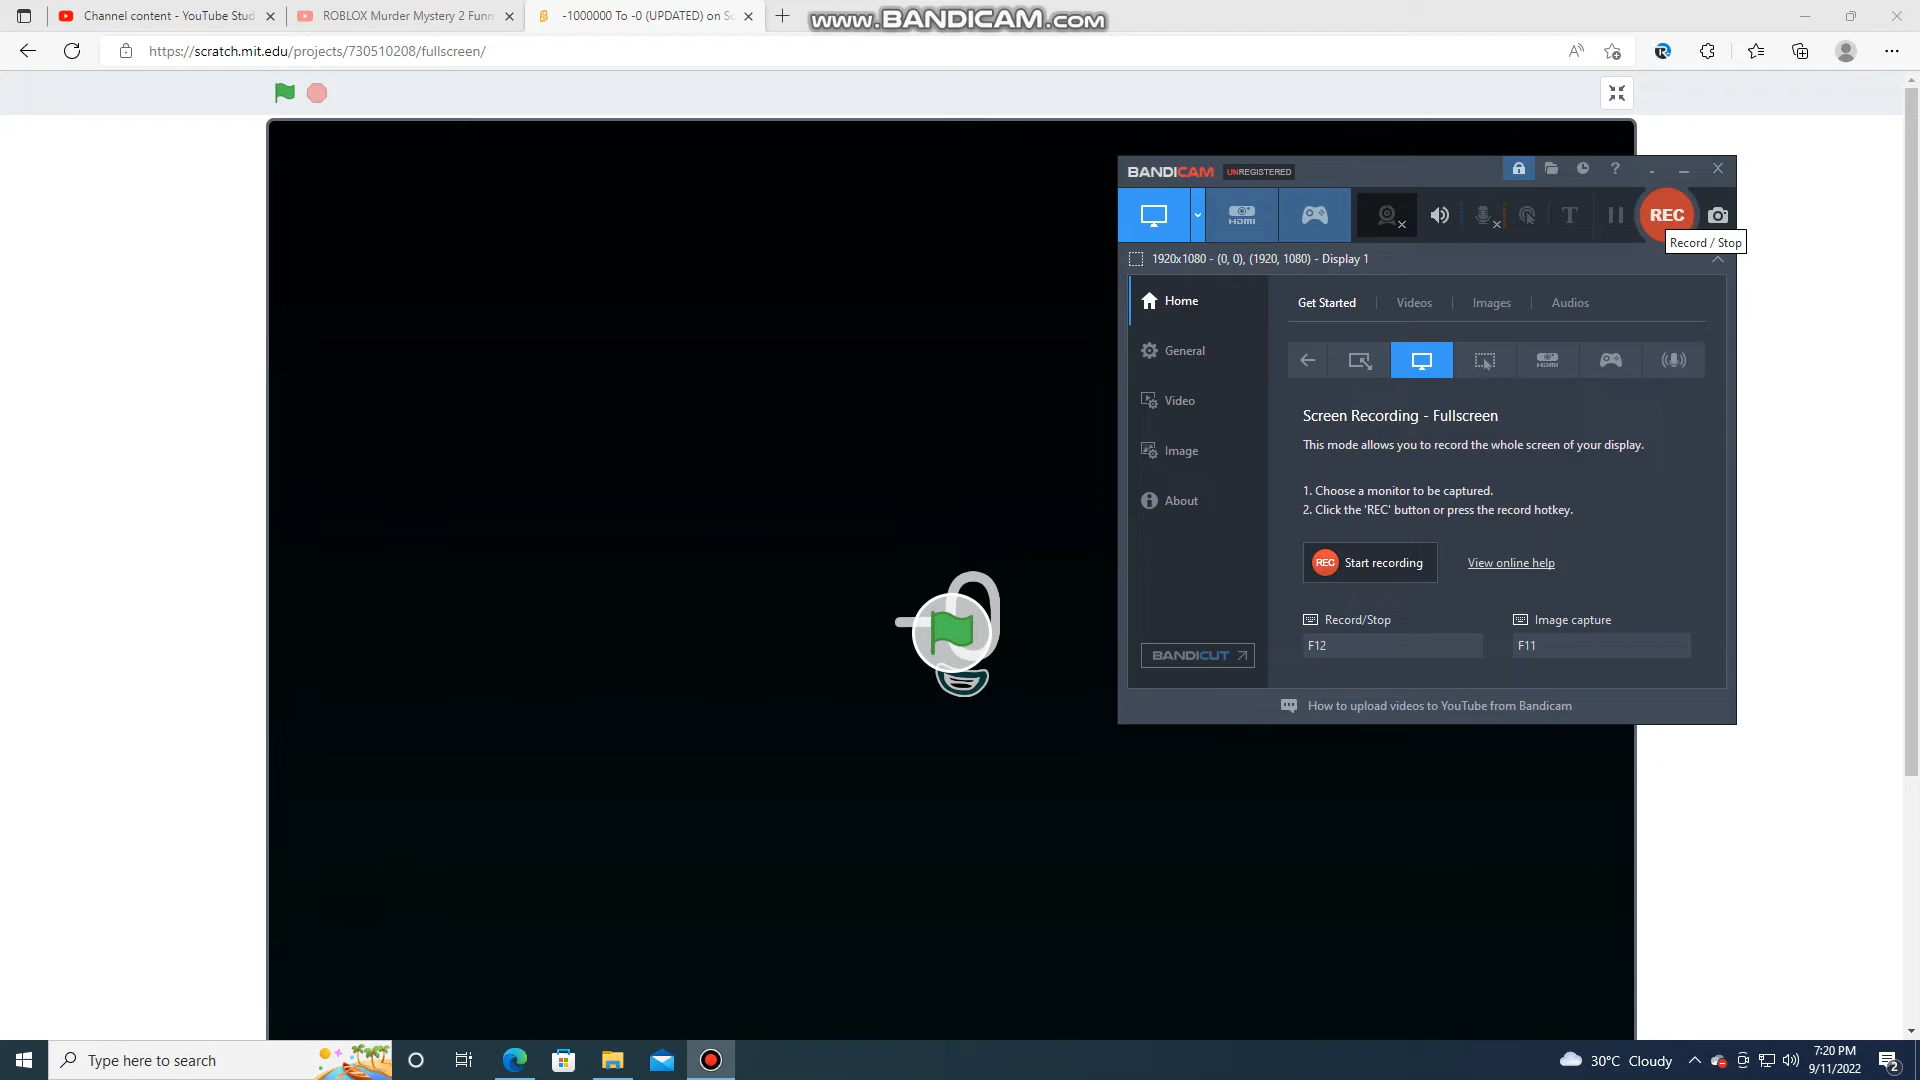 Channel content - YouTube Stud
ROBLOX Murder Mystery 2 Funn
-1000000 To -0 (UPDATED) on Sc
www.BANDICAM.com
https://scratch.mit.edu/projects/730510208/fullscreen/
BANDICAM
UNREGISTERED
?
HDMI
T
REC
Record / Stop
1920x1080 - (0, 0), (1920, 1080) - Display 1
Home
General
Video
Image
About
BANDICUT
Get Started
Videos
Images
Audios
HDMI
Screen Recording - Fullscreen
This mode allows you to record the whole screen of your display.
1. Choose a monitor to be captured.
2. Click the 'REC' button or press the record hotkey.
REC Start recording
View online help
Record/Stop
F12
Image capture
F11
How to upload videos to YouTube from Bandicam
Type here to search
30°C Cloudy
7:20 PM
9/11/2022
2